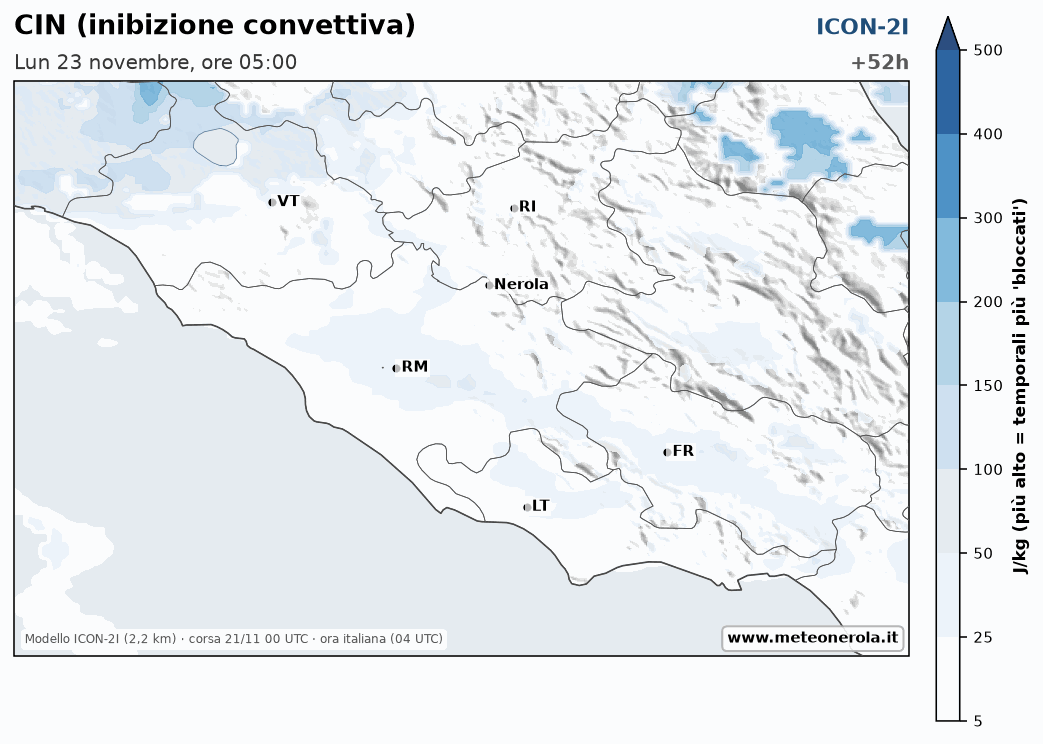 CIN (inibizione convettiva)
ICON-2I
Lun 23 novembre, ore 05:00
+52h
VT
RI
Nerola
RM
FR
LT
Modello ICON-2I (2,2 km) · corsa 21/11 00 UTC · ora italiana (04 UTC)
www.meteonerola.it
500
400
300
200
150
100
50
25
5
J/kg (più alto = temporali più 'bloccati')